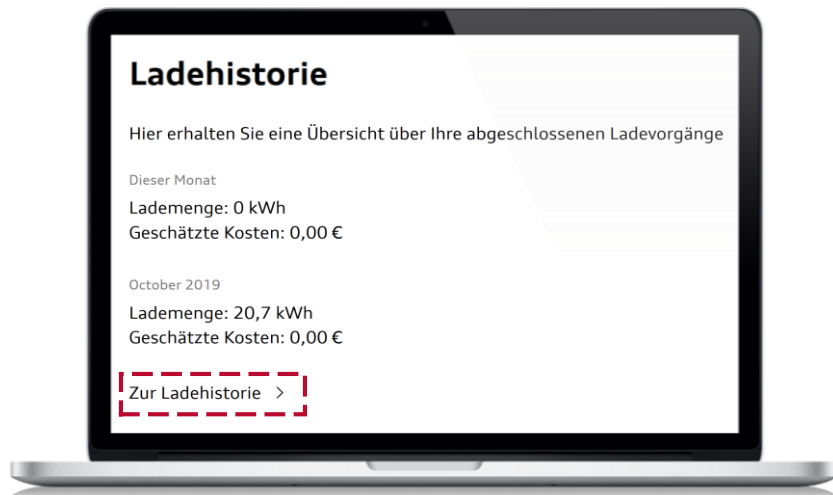 Ladehistorie
Hier erhalten Sie eine Übersicht über Ihre abgeschlossenen Ladevorgänge
Dieser Monat
Lademenge: 0 kWh
Geschätzte Kosten: 0,00 €
October 2019
Lademenge: 20,7 kWh
Geschätzte Kosten: 0,00 €
Zur Ladehistorie >